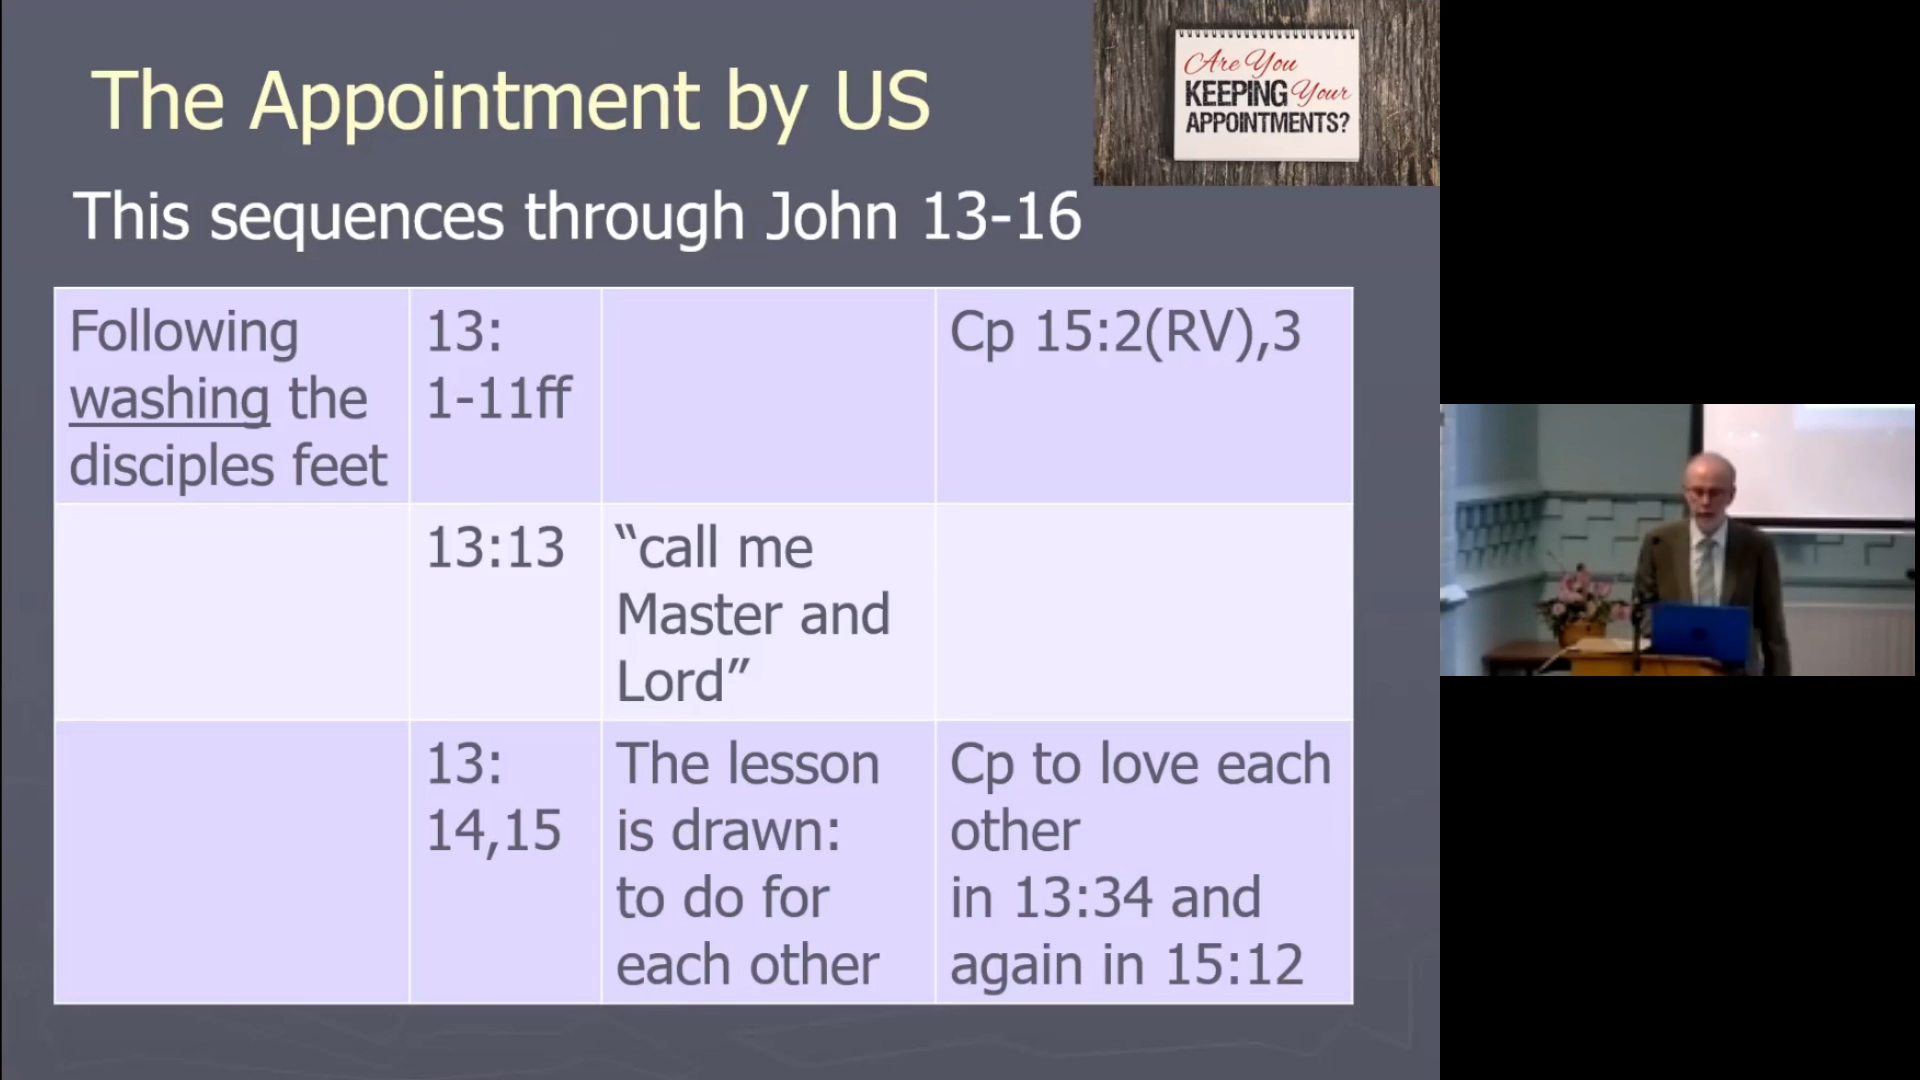 The Appointment by US
Are You
KEEPING Your
APPOINTMENTS?
This sequences through John 13-16
Following
washing the
disciples feet
13:
1-11ff
Cp 15:2(RV),3
13:13
“call me
Master and
Lord”
13:
14,15
The lesson
is drawn:
to do for
each other
Cp to love each
other
in 13:34 and
again in 15:12